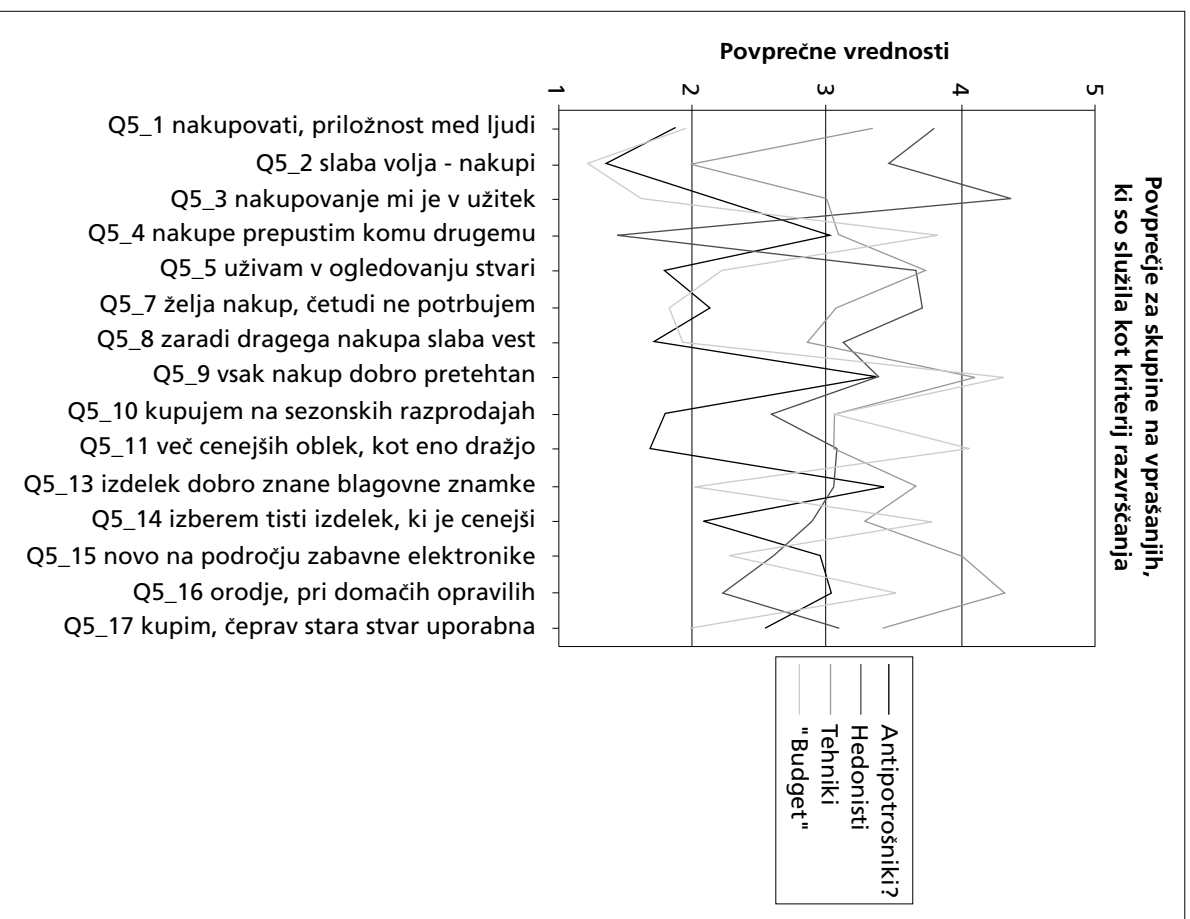 Povprečje za skupine na vprašanjih,
ki so služila kot kriterij razvrščanja
Povprečne vrednosti
1
2
3
4
5
Q5_1 nakupovati, priložnost med ljudi
Q5_2 slaba volja - nakupi
Q5_3 nakupovanje mi je v užitek
Q5_4 nakupe prepustim komu drugemu
Q5_5 uživam v ogledovanju stvari
Q5_7 želja nakup, četudi ne potrbujem
Q5_8 zaradi dragega nakupa slaba vest
Q5_9 vsak nakup dobro pretehtan
Q5_10 kupujem na sezonskih razprodajah
Q5_11 več cenejših oblek, kot eno dražjo
Q5_13 izdelek dobro znane blagovne znamke
Q5_14 izberem tisti izdelek, ki je cenejši
Q5_15 novo na področju zabavne elektronike
Q5_16 orodje, pri domačih opravilih
Q5_17 kupim, čeprav stara stvar uporabna
Antipotrošniki?
Hedonisti
Tehniki
"Budget"